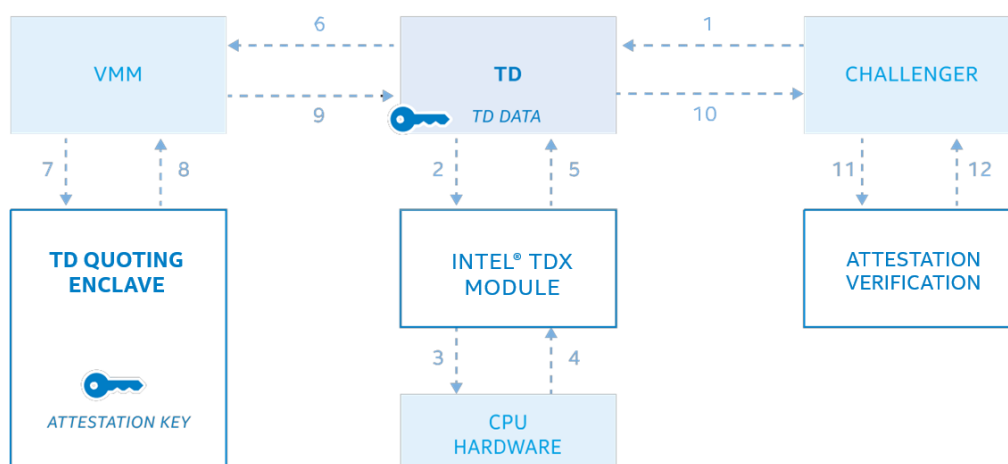 6
1
VMM
TD
CHALLENGER
TD DATA
9
10
7
8
2
5
11
12
TD QUOTING
ENCLAVE
INTEL® TDX
MODULE
ATTESTATION
VERIFICATION
3
4
ATTESTATION KEY
CPU
HARDWARE